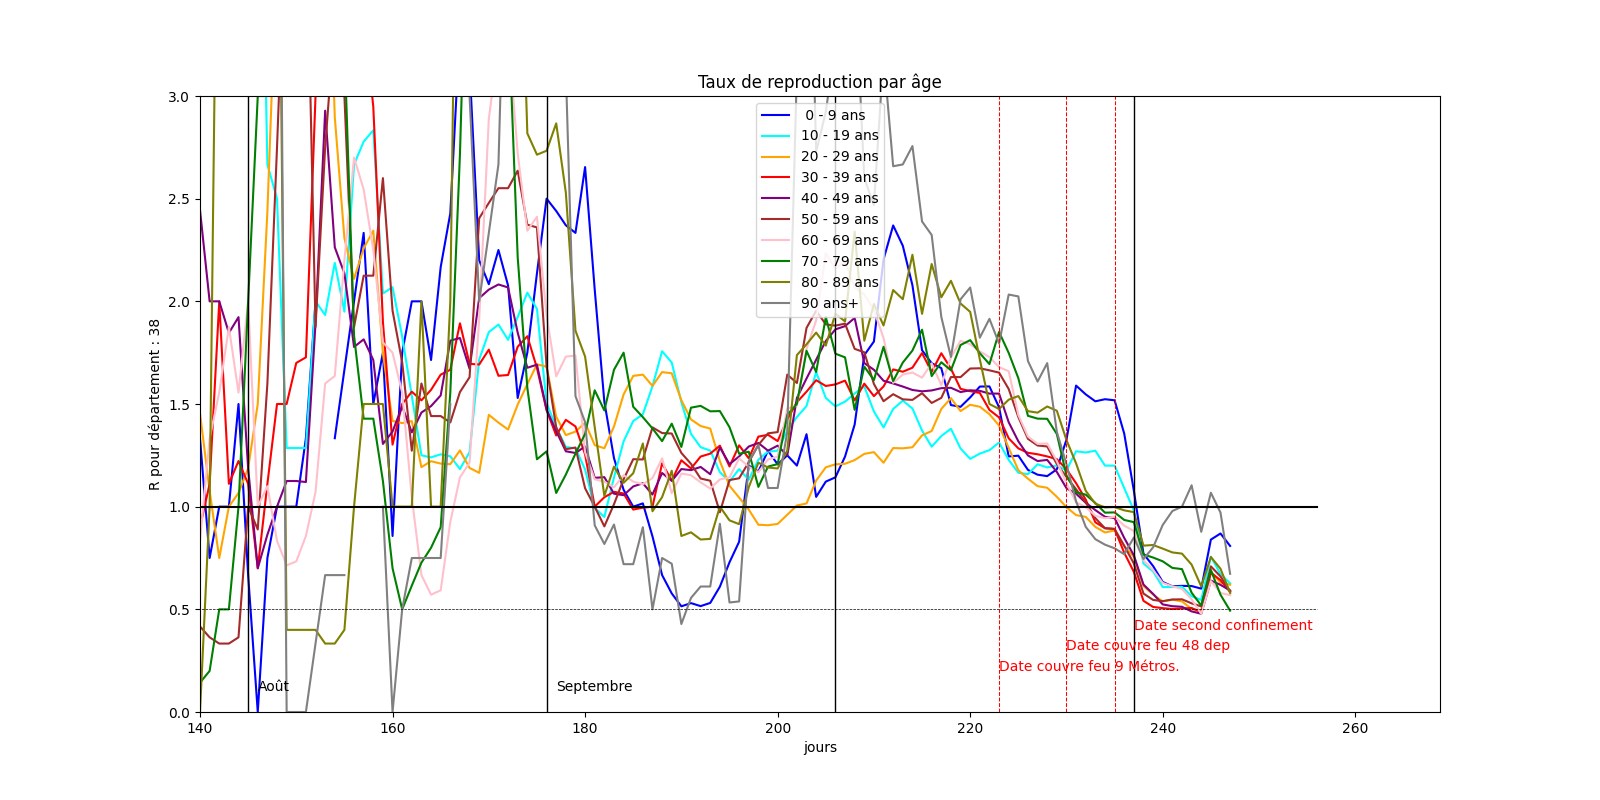 Taux de reproduction par âge
R pour département : 38
3.0
2.5
2.0
1.5
1.0
0.5
0.0
0 - 9 ans
10 - 19 ans
20 - 29 ans
30 - 39 ans
40 - 49 ans
50 - 59 ans
60 - 69 ans
70 - 79 ans
80 - 89 ans
90 ans+
Date second confinement
Date couvre feu 48 dep
Date couvre feu 9 Métros.
Août
Septembre
140 160 180 200 220 240 260
jours